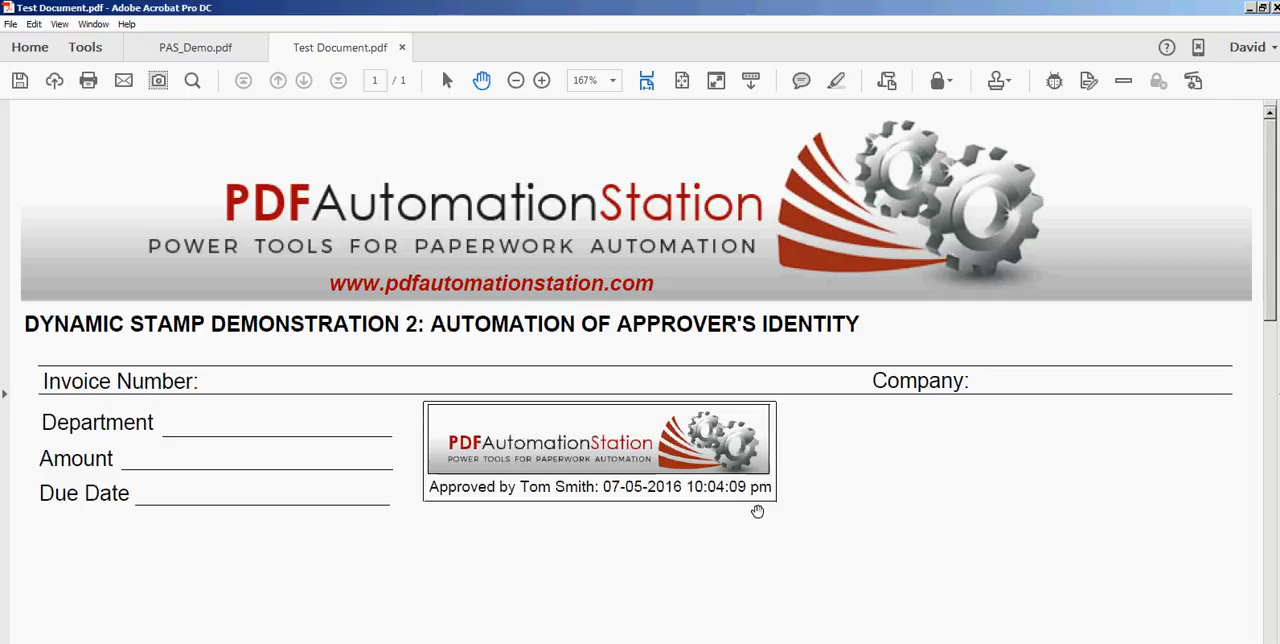 Test Document.pdf - Adobe Acrobat Pro DC
File Edit View Window Help
Home Tools PAS_Demo.pdf Test Document.pdf × David
1 / 1 167%
PDFAutomationStation
POWER TOOLS FOR PAPERWORK AUTOMATION
www.pdfautomationstation.com
DYNAMIC STAMP DEMONSTRATION 2: AUTOMATION OF APPROVER'S IDENTITY
Invoice Number: Company:
Department
Amount
Due Date
PDFAutomationStation
POWER TOOLS FOR PAPERWORK AUTOMATION
Approved by Tom Smith: 07-05-2016 10:04:09 pm